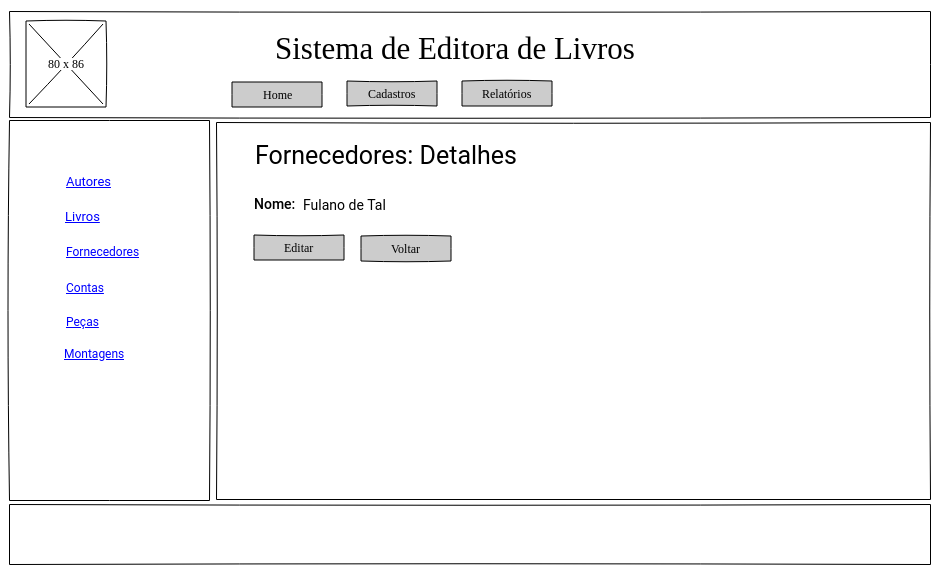 80 x 86
Sistema de Editora de Livros
Home Cadastros Relatórios
Autores
Livros
Fornecedores
Contas
Peças
Montagens
Fornecedores: Detalhes
Nome: Fulano de Tal
Editar Voltar